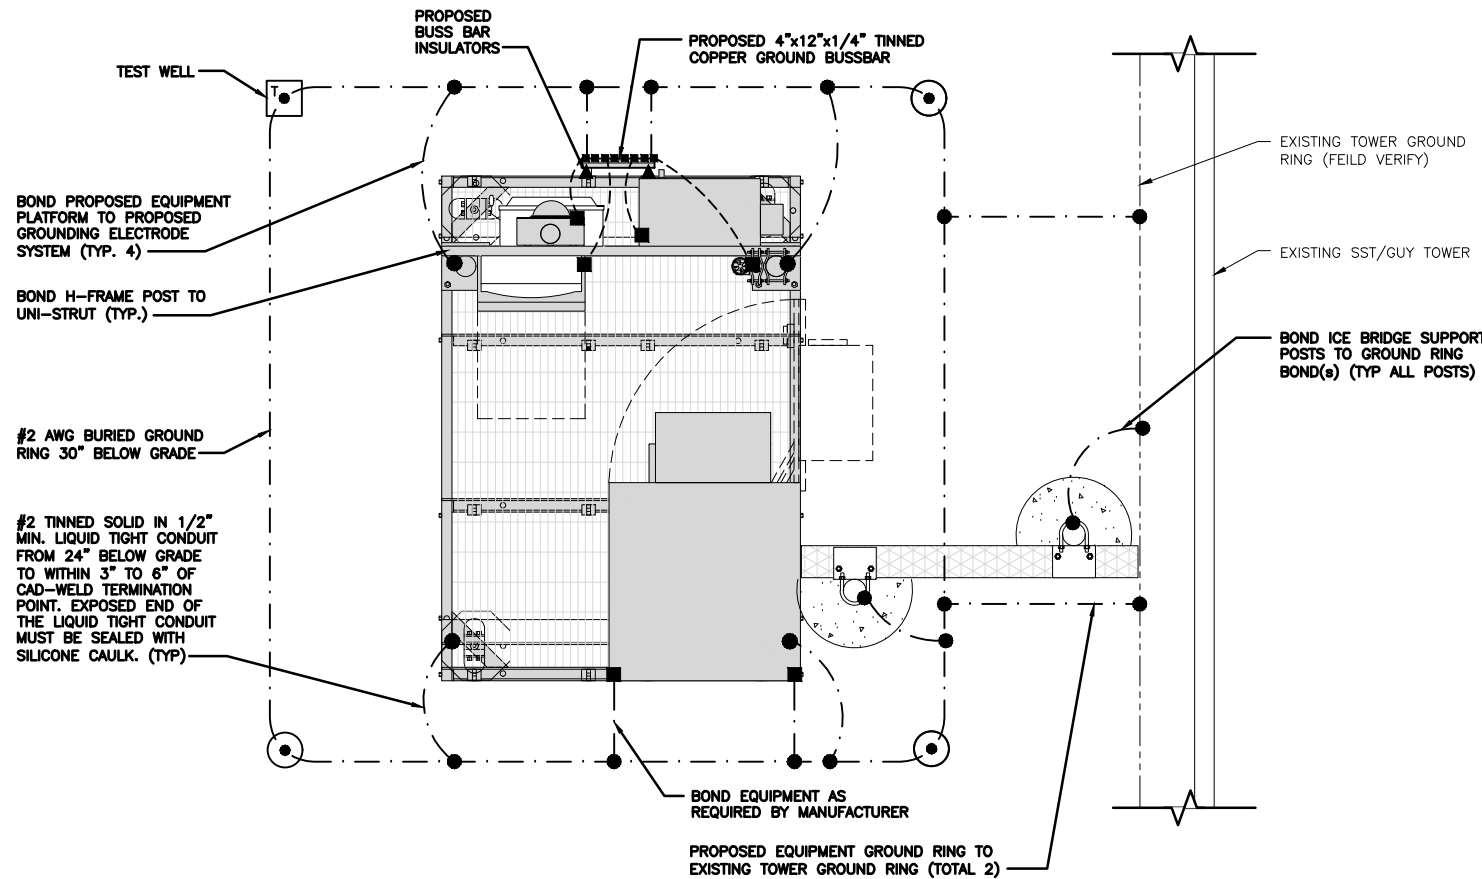 PROPOSED
BUSS BAR
INSULATORS
PROPOSED 4"x12"x1/4" TINNED
COPPER GROUND BUSSBAR
TEST WELL
T
EXISTING TOWER GROUND
RING (FEILD VERIFY)
BOND PROPOSED EQUIPMENT
PLATFORM TO PROPOSED
GROUNDING ELECTRODE
SYSTEM (TYP. 4)
EXISTING SST/GUY TOWER
BOND H-FRAME POST TO
UNI-STRUT (TYP.)
BOND ICE BRIDGE SUPPORT
POSTS TO GROUND RING
BOND(s) (TYP ALL POSTS)
#2 AWG BURIED GROUND
RING 30" BELOW GRADE
#2 TINNED SOLID IN 1/2"
MIN. LIQUID TIGHT CONDUIT
FROM 24" BELOW GRADE
TO WITHIN 3" TO 6" OF
CAD-WELD TERMINATION
POINT. EXPOSED END OF
THE LIQUID TIGHT CONDUIT
MUST BE SEALED WITH
SILICONE CAULK. (TYP)
BOND EQUIPMENT AS
REQUIRED BY MANUFACTURER
PROPOSED EQUIPMENT GROUND RING TO
EXISTING TOWER GROUND RING (TOTAL 2)